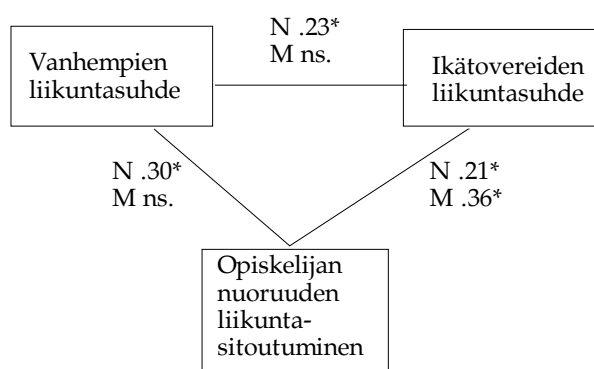 N .23*
M ns.
Vanhempien
liikuntasuhde
Ikätovereiden
liikuntasuhde
N .30*
M ns.
N .21*
M .36*
Opiskelijan
nuoruuden
liikunta-
sitoutuminen